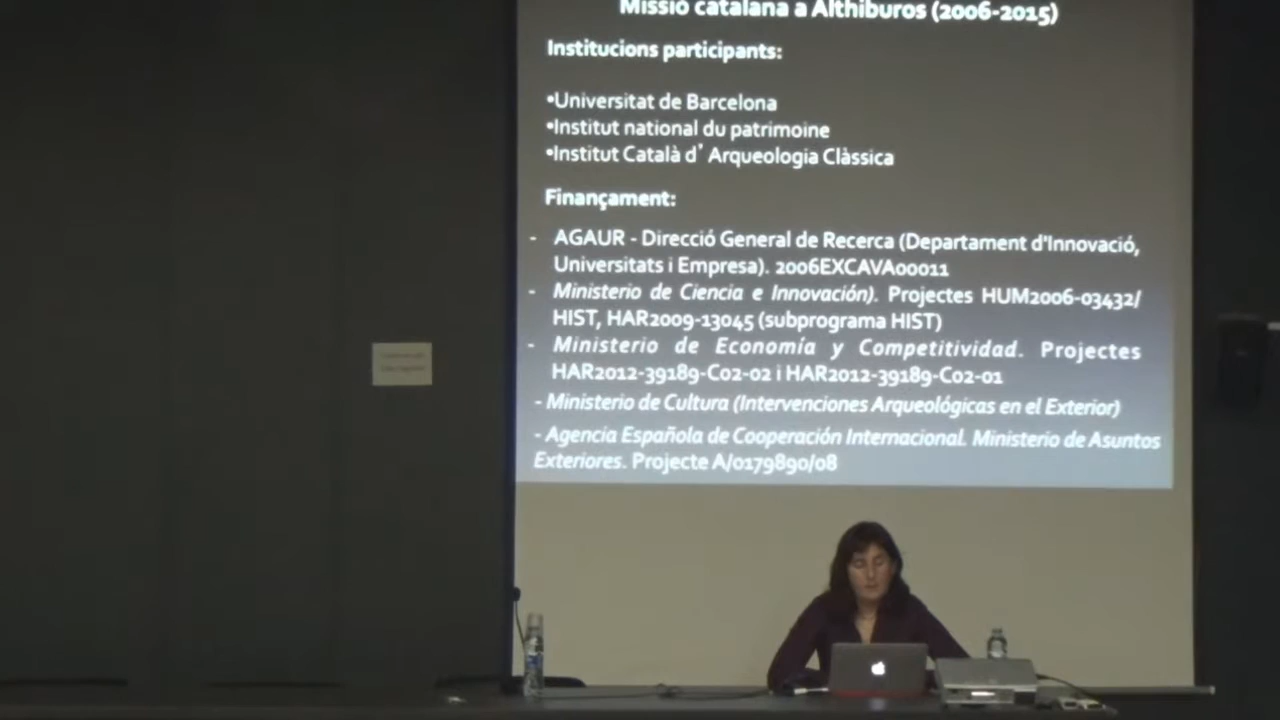 Missió catalana a Althiburos (2006-2015)
Institucions participants:
•Universitat de Barcelona
•Institut national du patrimoine
•Institut Català d' Arqueologia Clàssica
Finançament:
- AGAUR - Direcció General de Recerca (Departament d'Innovació,
Universitats i Empresa). 2006EXCAVA00011
- Ministerio de Ciencia e Innovación). Projectes HUM2006-03432/
HIST, HAR2009-13045 (subprograma HIST)
- Ministerio de Economía y Competitividad. Projectes
HAR2012-39189-C02-02 i HAR2012-39189-C02-01
- Ministerio de Cultura (Intervenciones Arqueológicas en el Exterior)
- Agencia Española de Cooperación Internacional. Ministerio de Asuntos
Exteriores. Projecte A/0179890/08